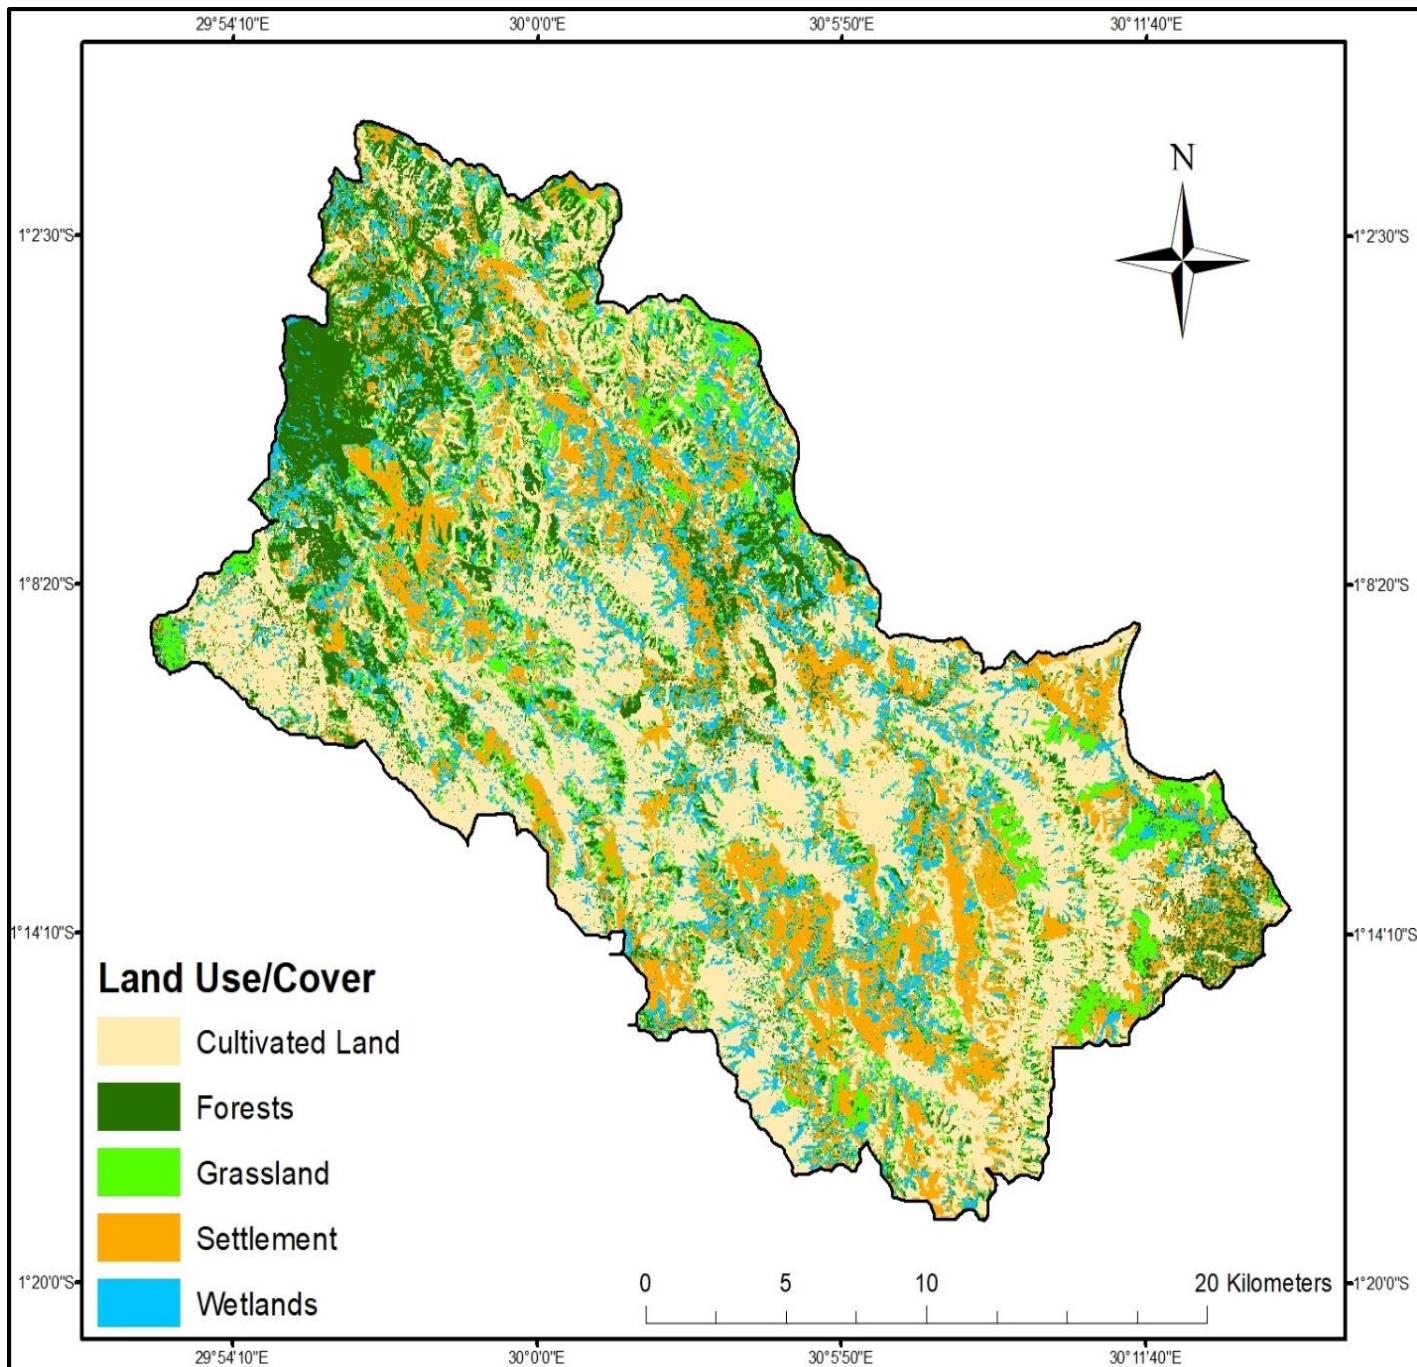 29°54'10"E 30°0'0"E 30°5'50"E 30°11'40"E
N
1°2'30"S 1°2'30"S
1°8'20"S 1°8'20"S
1°14'10"S 1°14'10"S
Land Use/Cover
Cultivated Land
Forests
Grassland
Settlement
Wetlands
0 5 10 20 Kilometers
1°20'0"S 1°20'0"S
29°54'10"E 30°0'0"E 30°5'50"E 30°11'40"E